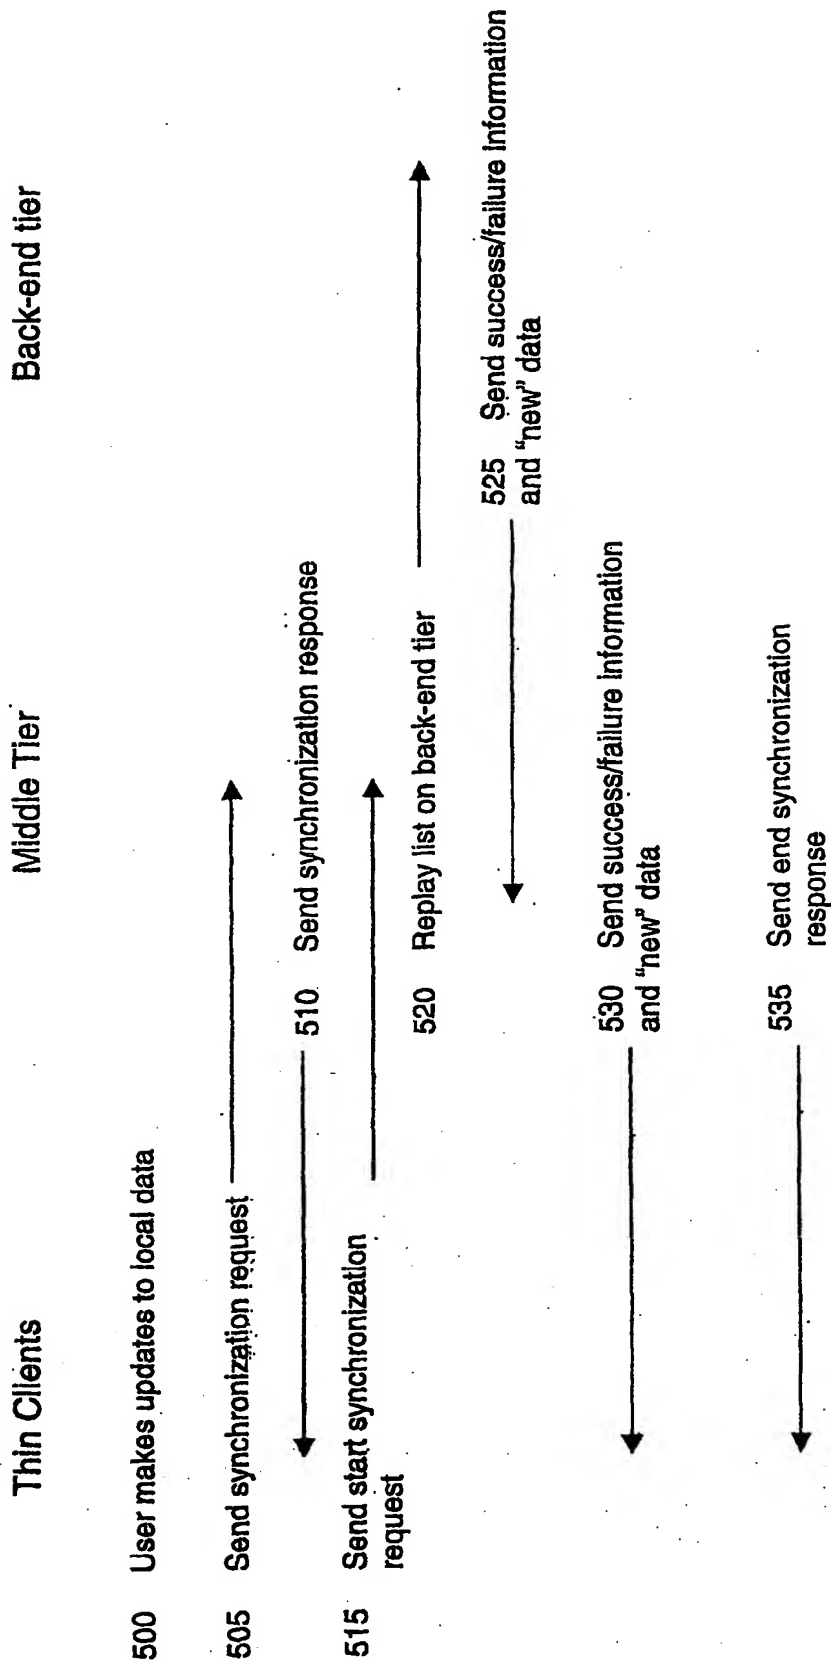 Thin Clients
Middle Tier
Back-end tier
500 User makes updates to local data
505 Send synchronization request
510 Send synchronization response
515 Send start synchronization
request
520 Replay list on back-end tier
525 Send success/failure Information
and “new” data
530 Send success/failure Information
and “new” data
535 Send end synchronization
response